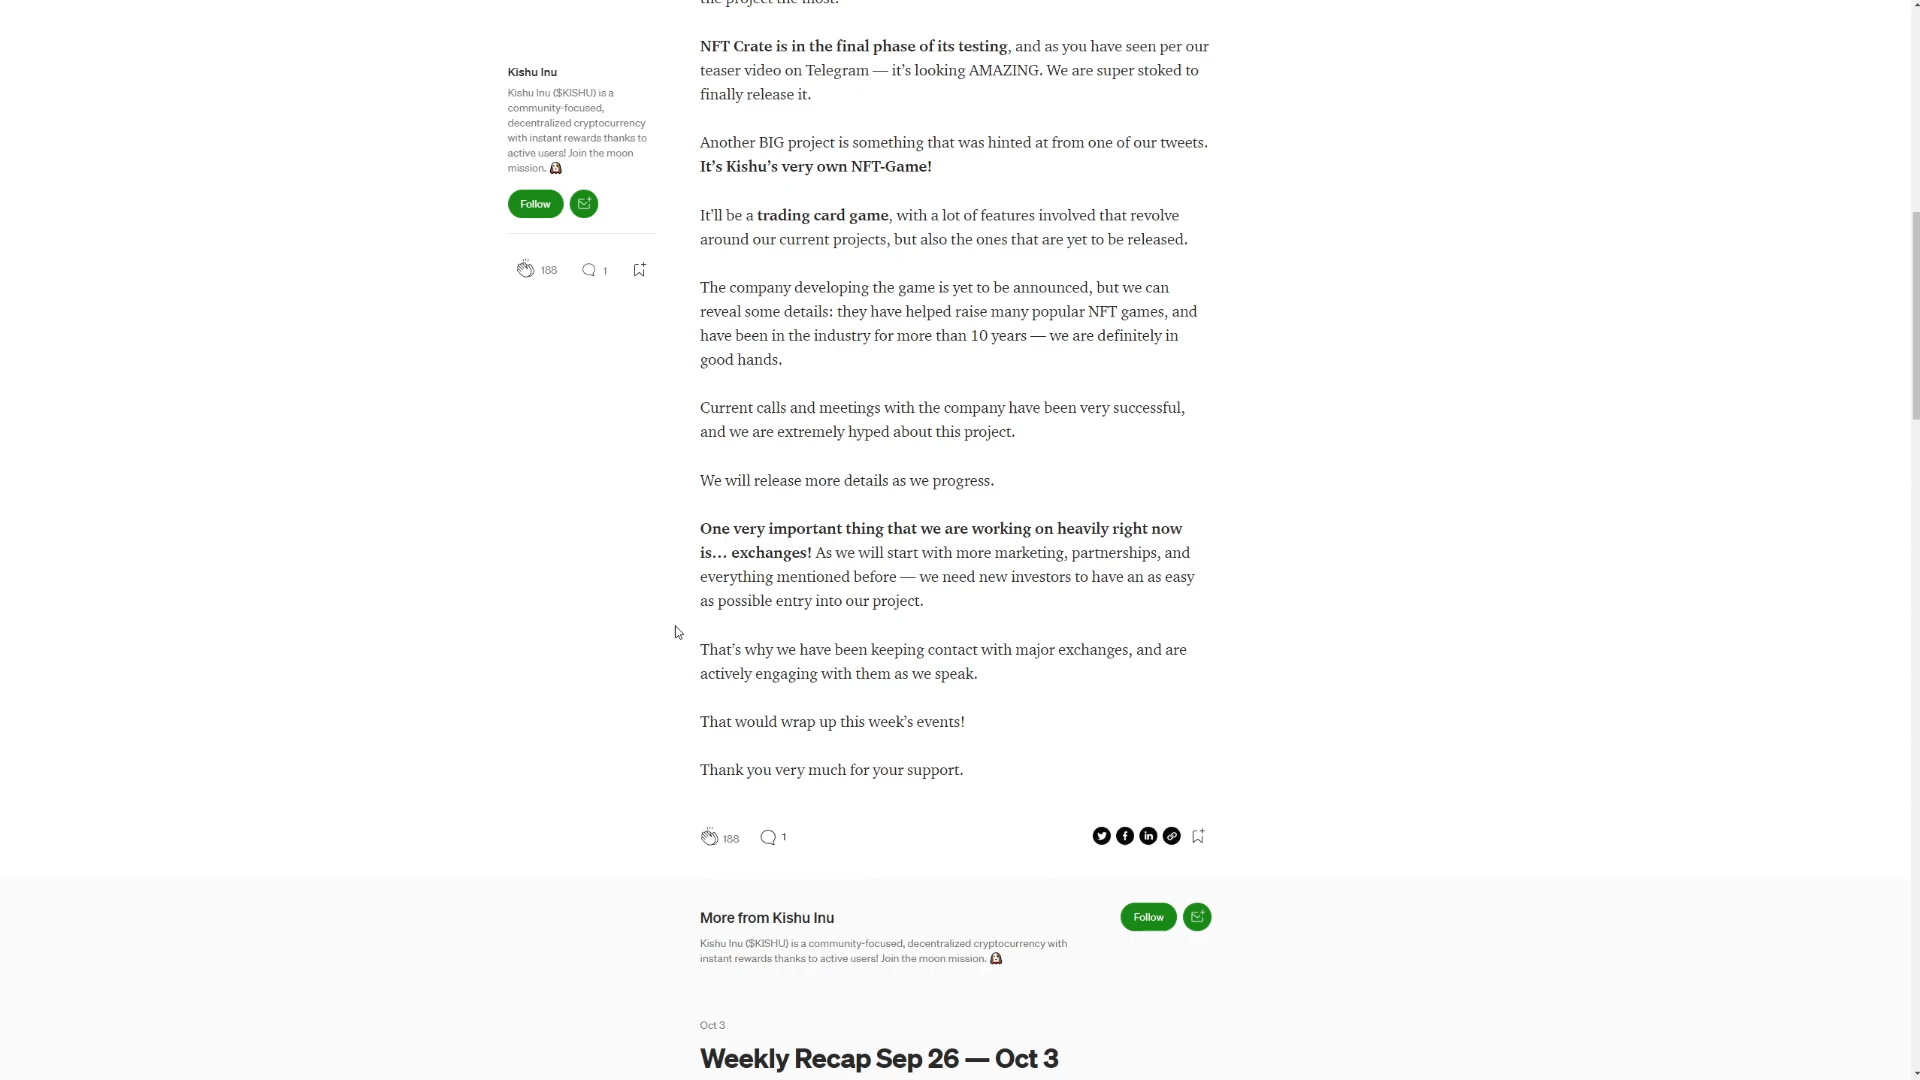 the project the most.
NFT Crate is in the final phase of its testing, and as you have seen per our
teaser video on Telegram — it’s looking AMAZING. We are super stoked to
finally release it.
Kishu Inu
Kishu Inu ($KISHU) is a
community-focused,
decentralized cryptocurrency
with instant rewards thanks to
active users! Join the moon
mission.
Follow
188
1
Another BIG project is something that was hinted at from one of our tweets.
It’s Kishu’s very own NFT-Game!
It’ll be a trading card game, with a lot of features involved that revolve
around our current projects, but also the ones that are yet to be released.
The company developing the game is yet to be announced, but we can
reveal some details: they have helped raise many popular NFT games, and
have been in the industry for more than 10 years — we are definitely in
good hands.
Current calls and meetings with the company have been very successful,
and we are extremely hyped about this project.
We will release more details as we progress.
One very important thing that we are working on heavily right now
is… exchanges! As we will start with more marketing, partnerships, and
everything mentioned before — we need new investors to have an as easy
as possible entry into our project.
That’s why we have been keeping contact with major exchanges, and are
actively engaging with them as we speak.
That would wrap up this week’s events!
Thank you very much for your support.
188
1
More from Kishu Inu
Follow
Kishu Inu ($KISHU) is a community-focused, decentralized cryptocurrency with
instant rewards thanks to active users! Join the moon mission.
Oct 3
Weekly Recap Sep 26 — Oct 3